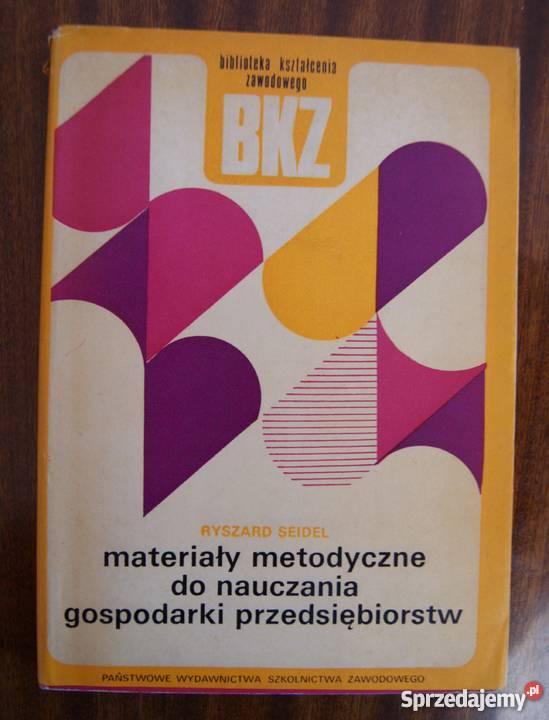 biblioteka kształcenia
zawodowego
BKZ
RYSZARD SEIDEL
materiały metodyczne
do nauczania
gospodarki przedsiębiorstw
PAŃSTWOWE WYDAWNICTWA SZKOLNICTWA ZAWODOWEGO
Sprzedajemy.pl